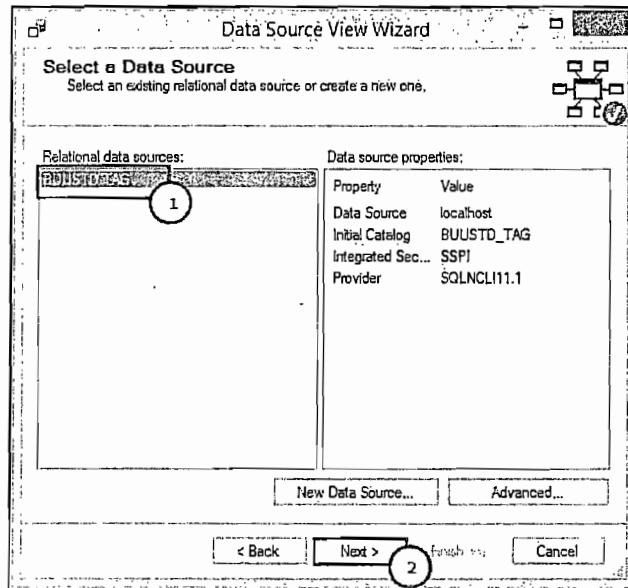 Data Source View Wizard
Select a Data Source
Select an existing relational data source or create a new one.
Relational data sources:
BUUSTD_TAG
1
Data source properties:
Property Value
Data Source localhost
Initial Catalog BUUSTD_TAG
Integrated Sec... SSPI
Provider SQLNCLI11.1
New Data Source... Advanced...
< Back Next > Finish Cancel
2